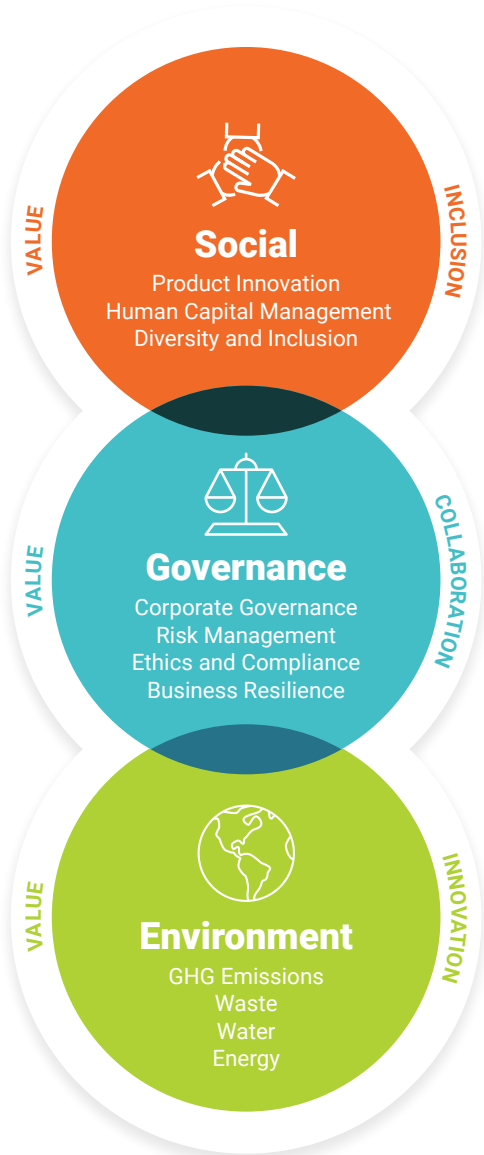 VALUE
INCLUSION
Social
Product Innovation
Human Capital Management
Diversity and Inclusion
VALUE
COLLABORATION
Governance
Corporate Governance
Risk Management
Ethics and Compliance
Business Resilience
VALUE
INNOVATION
Environment
GHG Emissions
Waste
Water
Energy